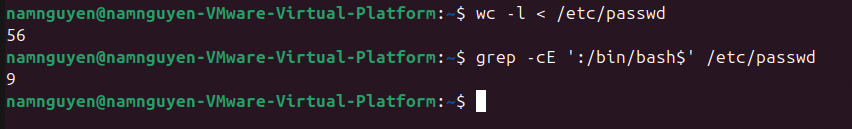 namnguyen@namnguyen-VMware-Virtual-Platform:~$ wc -l < /etc/passwd
56
namnguyen@namnguyen-VMware-Virtual-Platform:~$ grep -cE ':/bin/bash$' /etc/passwd
9
namnguyen@namnguyen-VMware-Virtual-Platform:~$